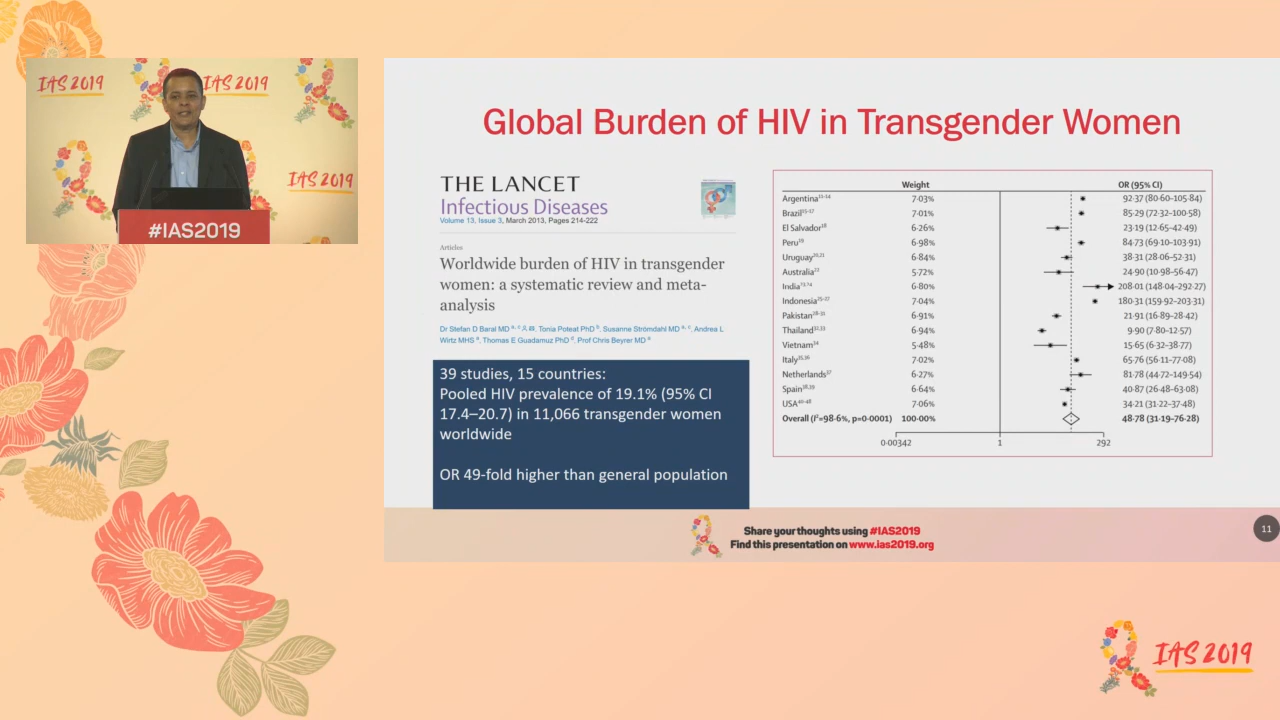 IAS 2019
IAS 2019
IAS 2019
#IAS2019
Global Burden of HIV in Transgender Women
THE LANCET
Infectious Diseases
Volume 13, Issue 3, March 2013, Pages 214-222
Articles
Worldwide burden of HIV in transgender
women: a systematic review and meta-
analysis
Dr Stefan D Baral MD a, c, Tonia Poteat PhD b, Susanne Strömdahl MD a, c, Andrea L
Wirtz MHS a, Thomas E Guadamuz PhD d, Prof Chris Beyrer MD a
39 studies, 15 countries:
Pooled HIV prevalence of 19.1% (95% CI
17.4–20.7) in 11,066 transgender women
worldwide
OR 49-fold higher than general population
Weight OR (95% CI)
Argentina 7·03% 92·37 (80·60–105·84)
Brazil 7·01% 85·29 (72·32–100·58)
El Salvador 6·26% 23·19 (12·65–42·49)
Peru 6·98% 84·73 (69·10–103·91)
Uruguay 6·84% 38·31 (28·06–52·31)
Australia 5·72% 24·90 (10·98–56·47)
India 6·80% 208·01 (148·04–292·27)
Indonesia 7·04% 180·31 (159·92–203·31)
Pakistan 6·91% 21·91 (16·89–28·42)
Thailand 6·94% 9·90 (7·80–12·57)
Vietnam 5·48% 15·65 (6·32–38·77)
Italy 7·02% 65·76 (56·11–77·08)
Netherlands 6·27% 81·78 (44·72–149·54)
Spain 6·64% 40·87 (26·48–63·08)
USA 7·06% 34·21 (31·22–37·48)
Overall (I²=98·6%, p=0·0001) 100·00% 48·78 (31·19–76·28)
0·00342 1 292
Share your thoughts using #IAS2019
Find this presentation on www.ias2019.org
11
IAS 2019